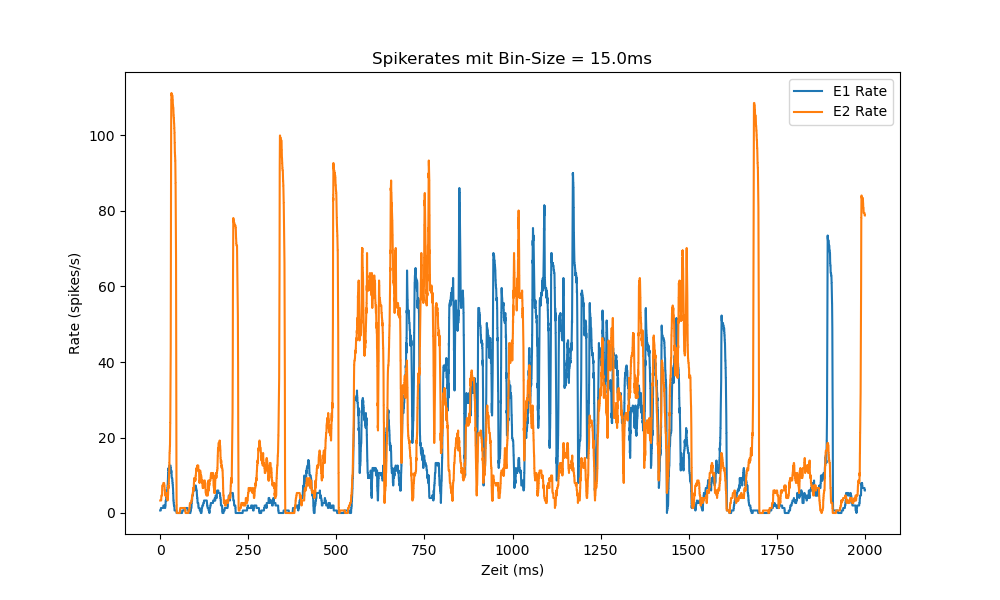 Spikerates mit Bin-Size = 15.0ms
E1 Rate
E2 Rate
100
80
60
40
20
0
Rate (spikes/s)
0 250 500 750 1000 1250 1500 1750 2000
Zeit (ms)